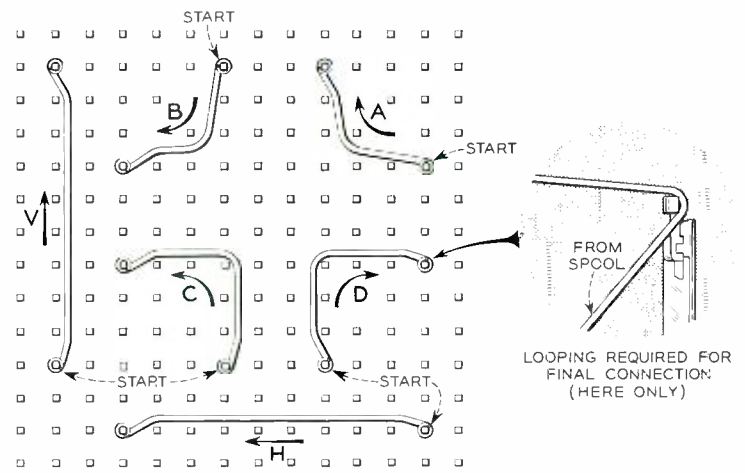 START
B
A
START
V
C
D
FROM
SPOOL
START
START
H
LOOPING REQUIRED FOR
FINAL CONNECTION
(HERE ONLY)